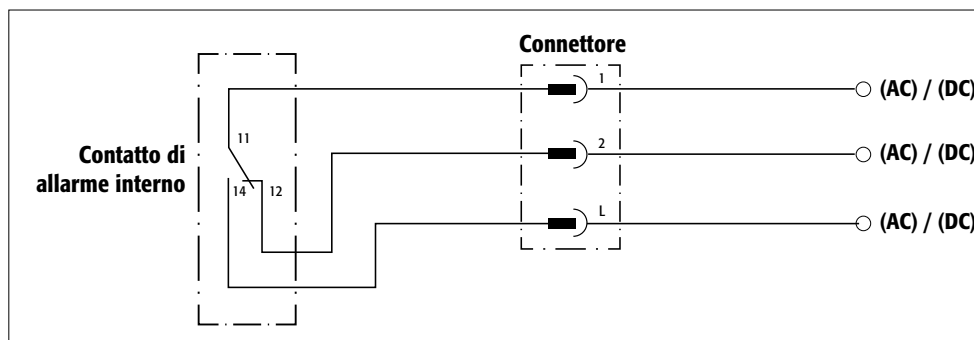 Connettore
1
(AC) / (DC)
11
2
(AC) / (DC)
Contatto di
allarme interno
14
12
L
(AC) / (DC)